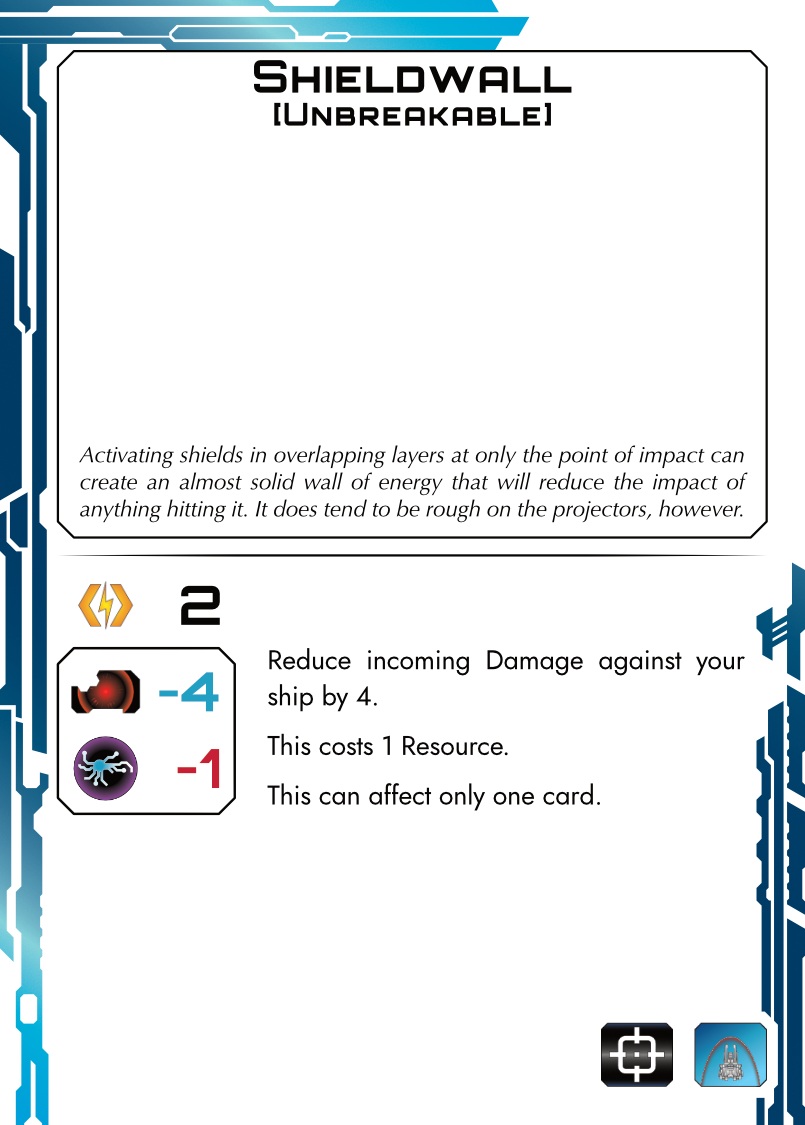 Shieldwall
[Unbreakable]
Activating shields in overlapping layers at only the point of impact can
create an almost solid wall of energy that will reduce the impact of
anything hitting it. It does tend to be rough on the projectors, however.
2
-4
-1
Reduce incoming Damage against your
ship by 4.
This costs 1 Resource.
This can affect only one card.